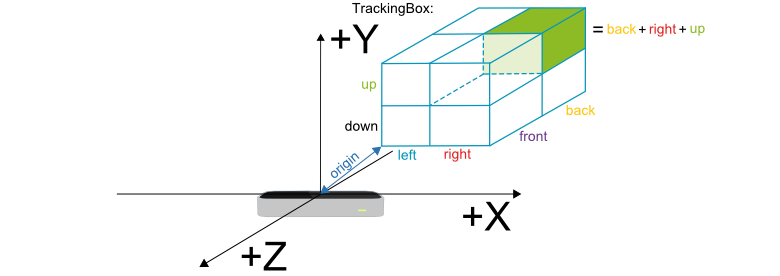 TrackingBox:
+Y
= back + right + up
up
down
back
front
left
right
origin
+X
+Z